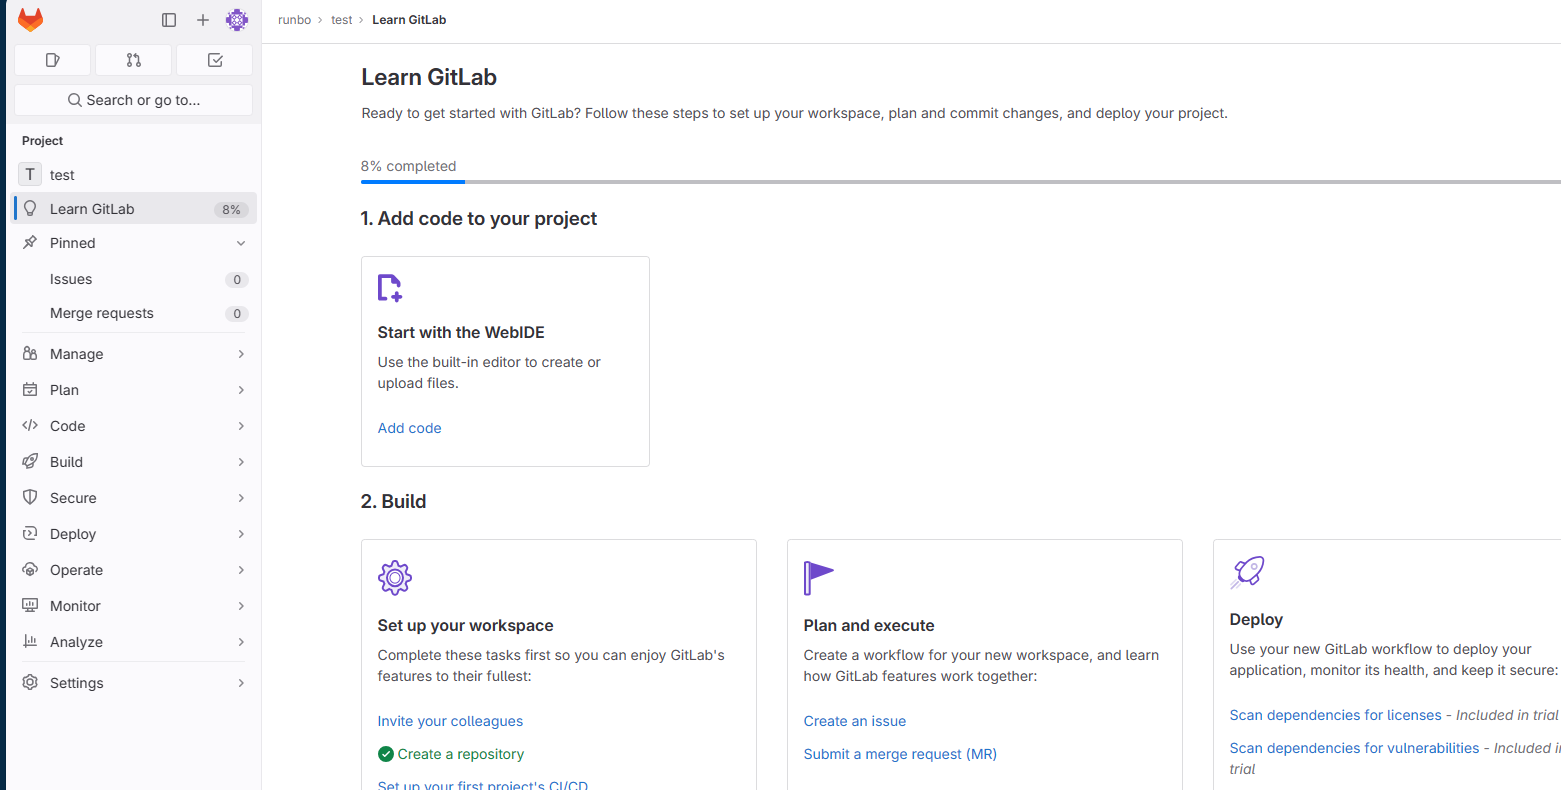 runbo › test › Learn GitLab
Search or go to...
Project
T test
Learn GitLab 8%
Pinned
Issues 0
Merge requests 0
Manage
Plan
Code
Build
Secure
Deploy
Operate
Monitor
Analyze
Settings
Learn GitLab
Ready to get started with GitLab? Follow these steps to set up your workspace, plan and commit changes, and deploy your project.
8% completed
1. Add code to your project
Start with the WebIDE
Use the built-in editor to create or
upload files.
Add code
2. Build
Set up your workspace
Complete these tasks first so you can enjoy GitLab's
features to their fullest:
Invite your colleagues
Create a repository
Set up your first project's CI/CD
Plan and execute
Create a workflow for your new workspace, and learn
how GitLab features work together:
Create an issue
Submit a merge request (MR)
Deploy
Use your new GitLab workflow to deploy your
application, monitor its health, and keep it secure:
Scan dependencies for licenses - Included in trial
Scan dependencies for vulnerabilities - Included
trial